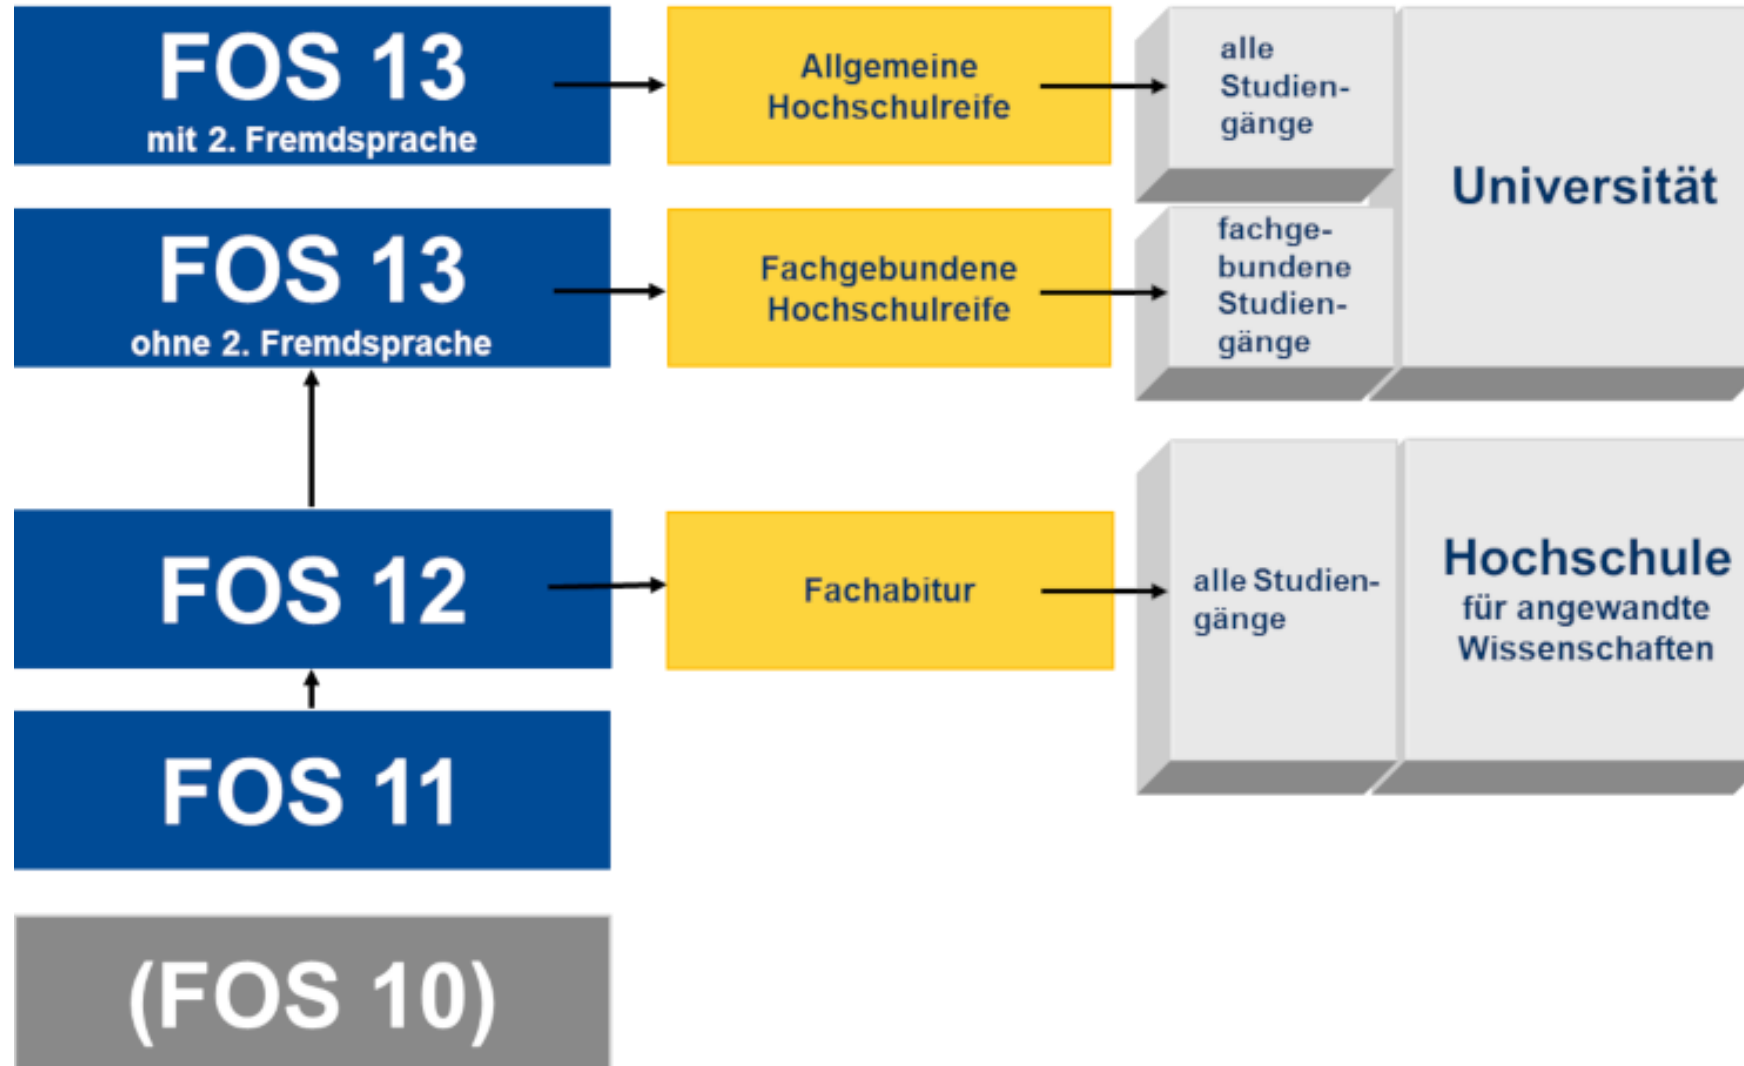 FOS 13
mit 2. Fremdsprache
Allgemeine
Hochschulreife
alle
Studien-
gänge
Universität
FOS 13
ohne 2. Fremdsprache
Fachgebundene
Hochschulreife
fachge-
bundene
Studien-
gänge
FOS 12
Fachabitur
alle Studien-
gänge
Hochschule
für angewandte
Wissenschaften
FOS 11
(FOS 10)